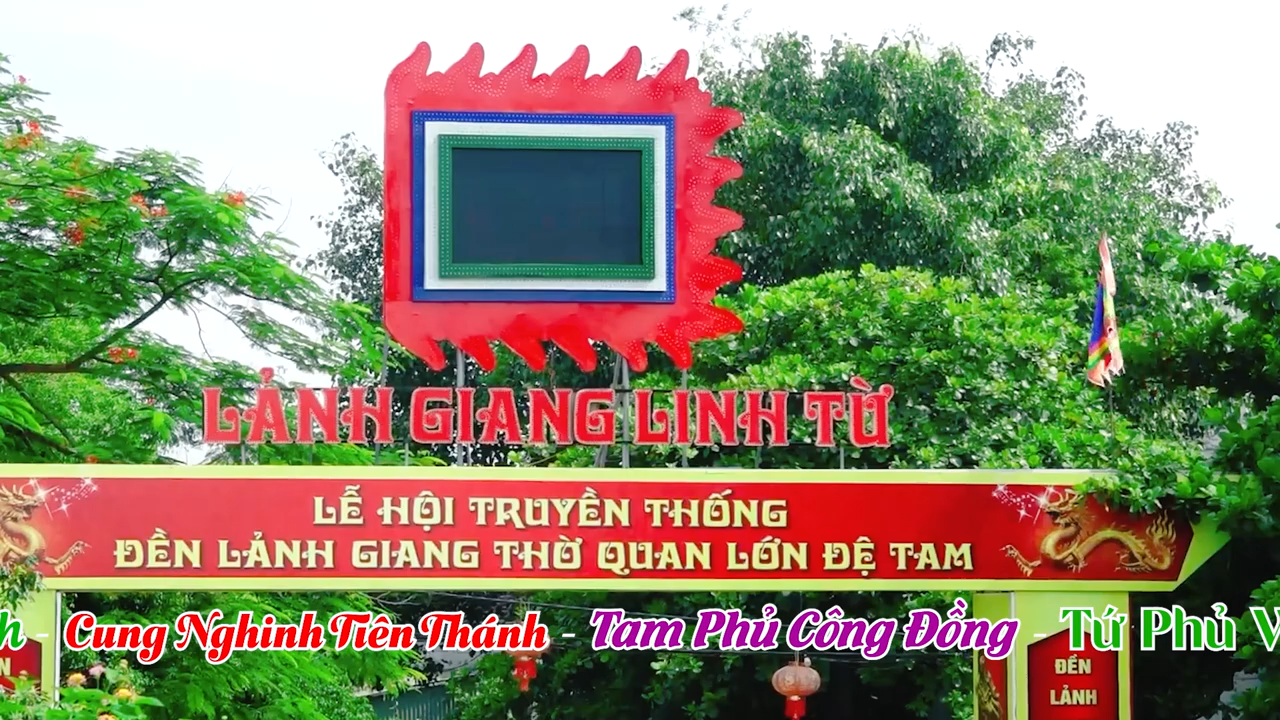 LẢNH GIANG LINH TỪ
LỄ HỘI TRUYỀN THỐNG
ĐỀN LẢNH GIANG THỜ QUAN LỚN ĐỆ TAM
h - Cung Nghinh Tiên Thánh - Tam Phủ Công Đồng - Tứ Phủ V
N
ĐỀN
LẢNH